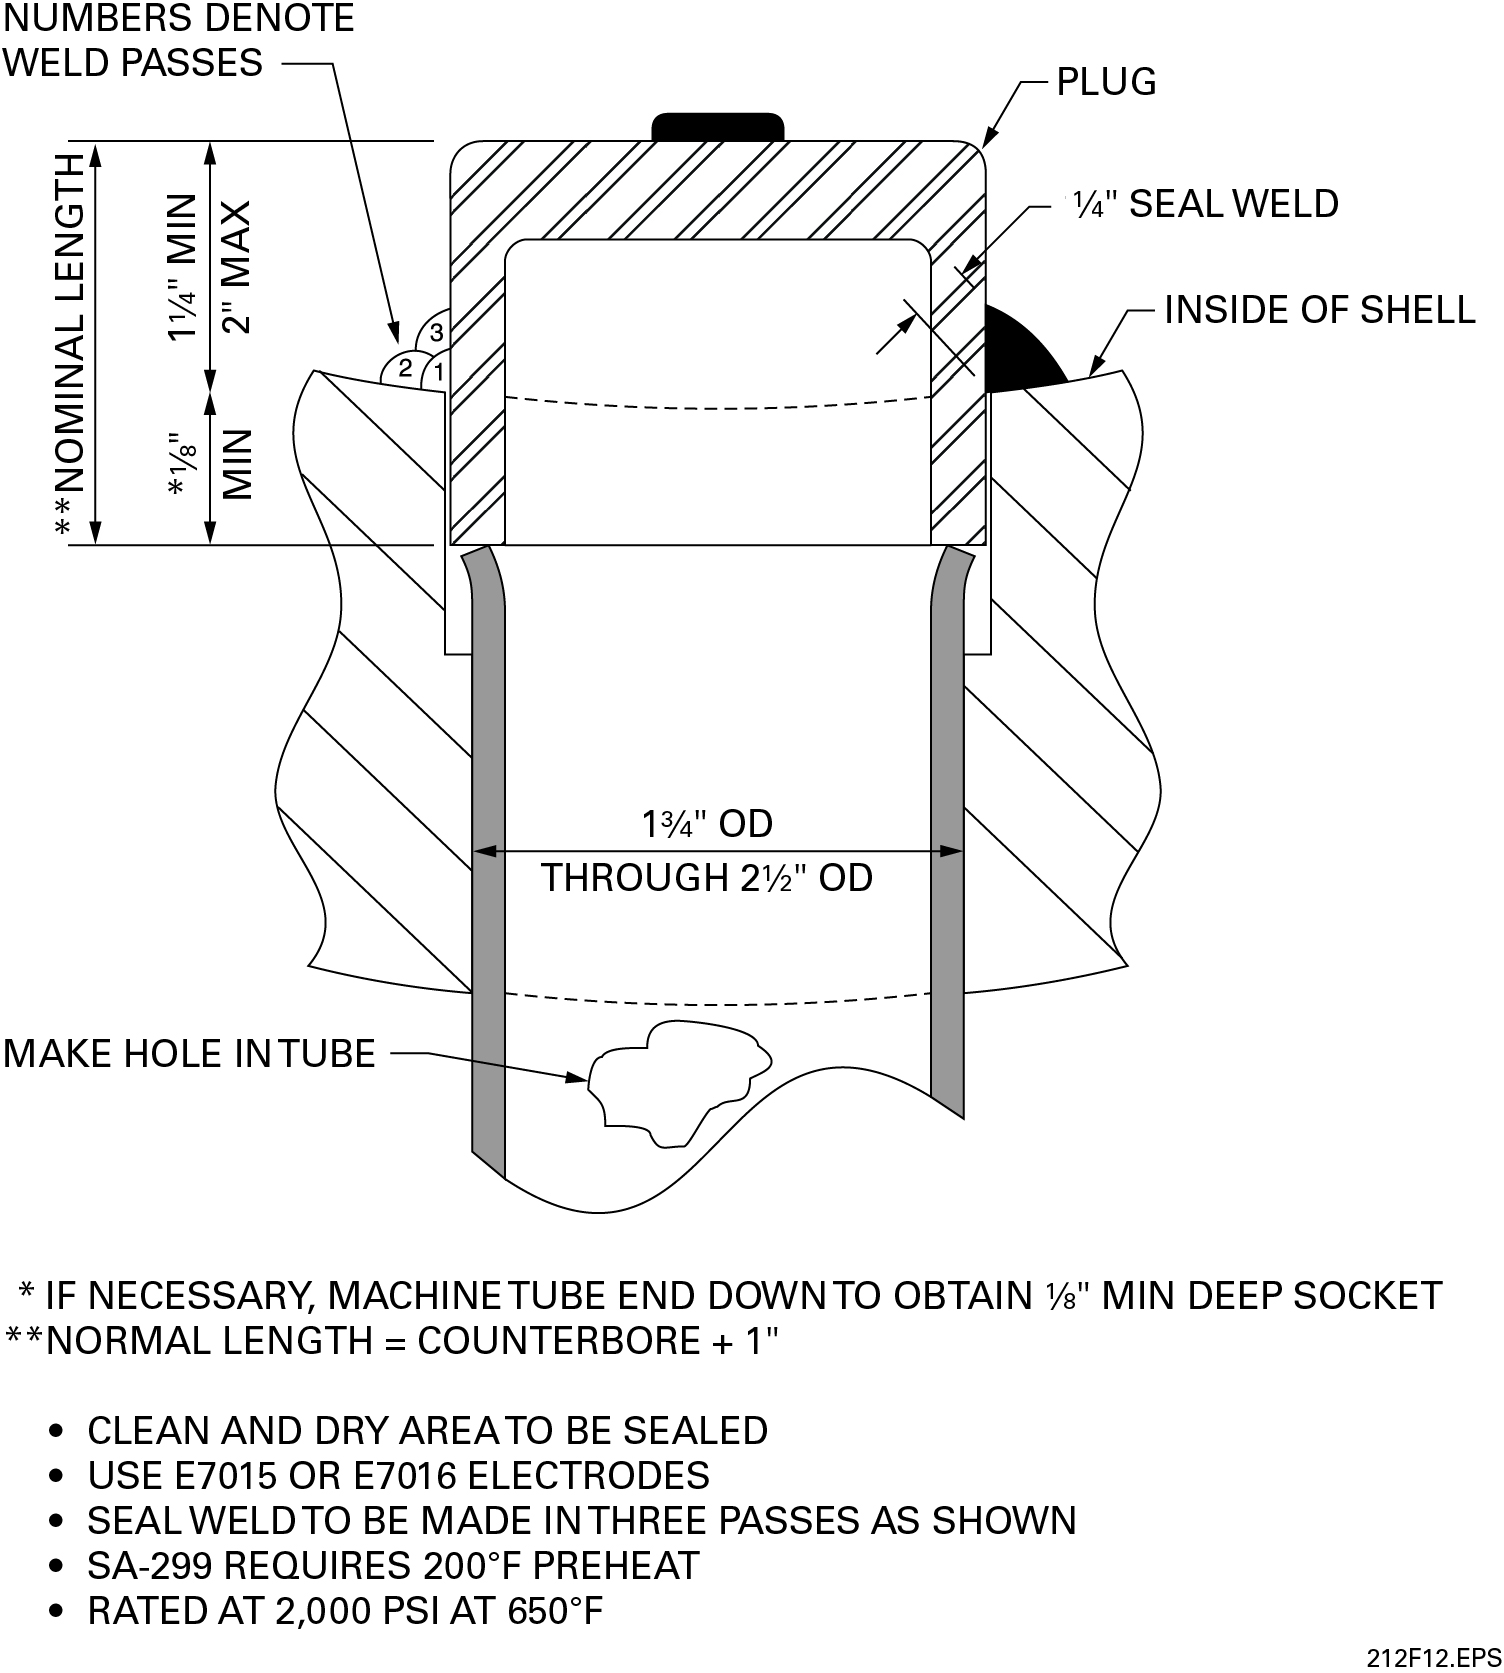 NUMBERS DENOTE
WELD PASSES
PLUG
¼" SEAL WELD
INSIDE OF SHELL
**NOMINAL LENGTH
1¼" MIN
2" MAX
*⅛"
MIN
3
2
1
1¾" OD
THROUGH 2½" OD
MAKE HOLE IN TUBE
* IF NECESSARY, MACHINE TUBE END DOWN TO OBTAIN ⅛" MIN DEEP SOCKET
**NORMAL LENGTH = COUNTERBORE + 1"
• CLEAN AND DRY AREA TO BE SEALED
• USE E7015 OR E7016 ELECTRODES
• SEAL WELD TO BE MADE IN THREE PASSES AS SHOWN
• SA-299 REQUIRES 200°F PREHEAT
• RATED AT 2,000 PSI AT 650°F
212F12.EPS